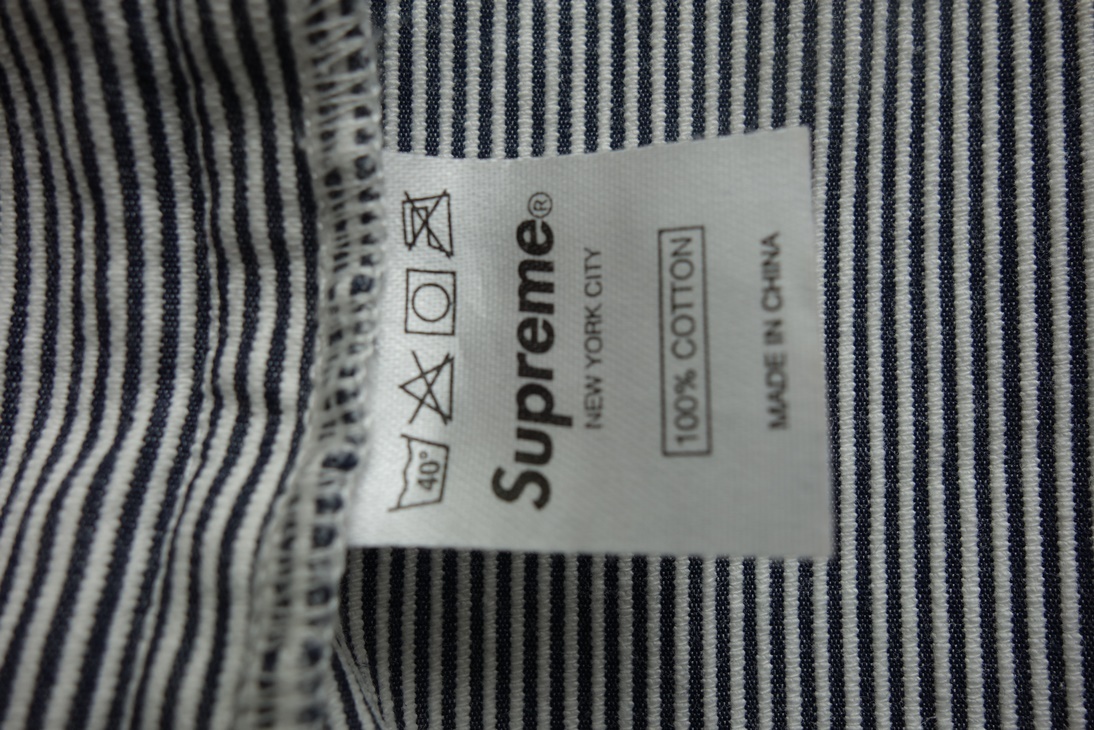 40°
Supreme®
NEW YORK CITY
100% COTTON
MADE IN CHINA